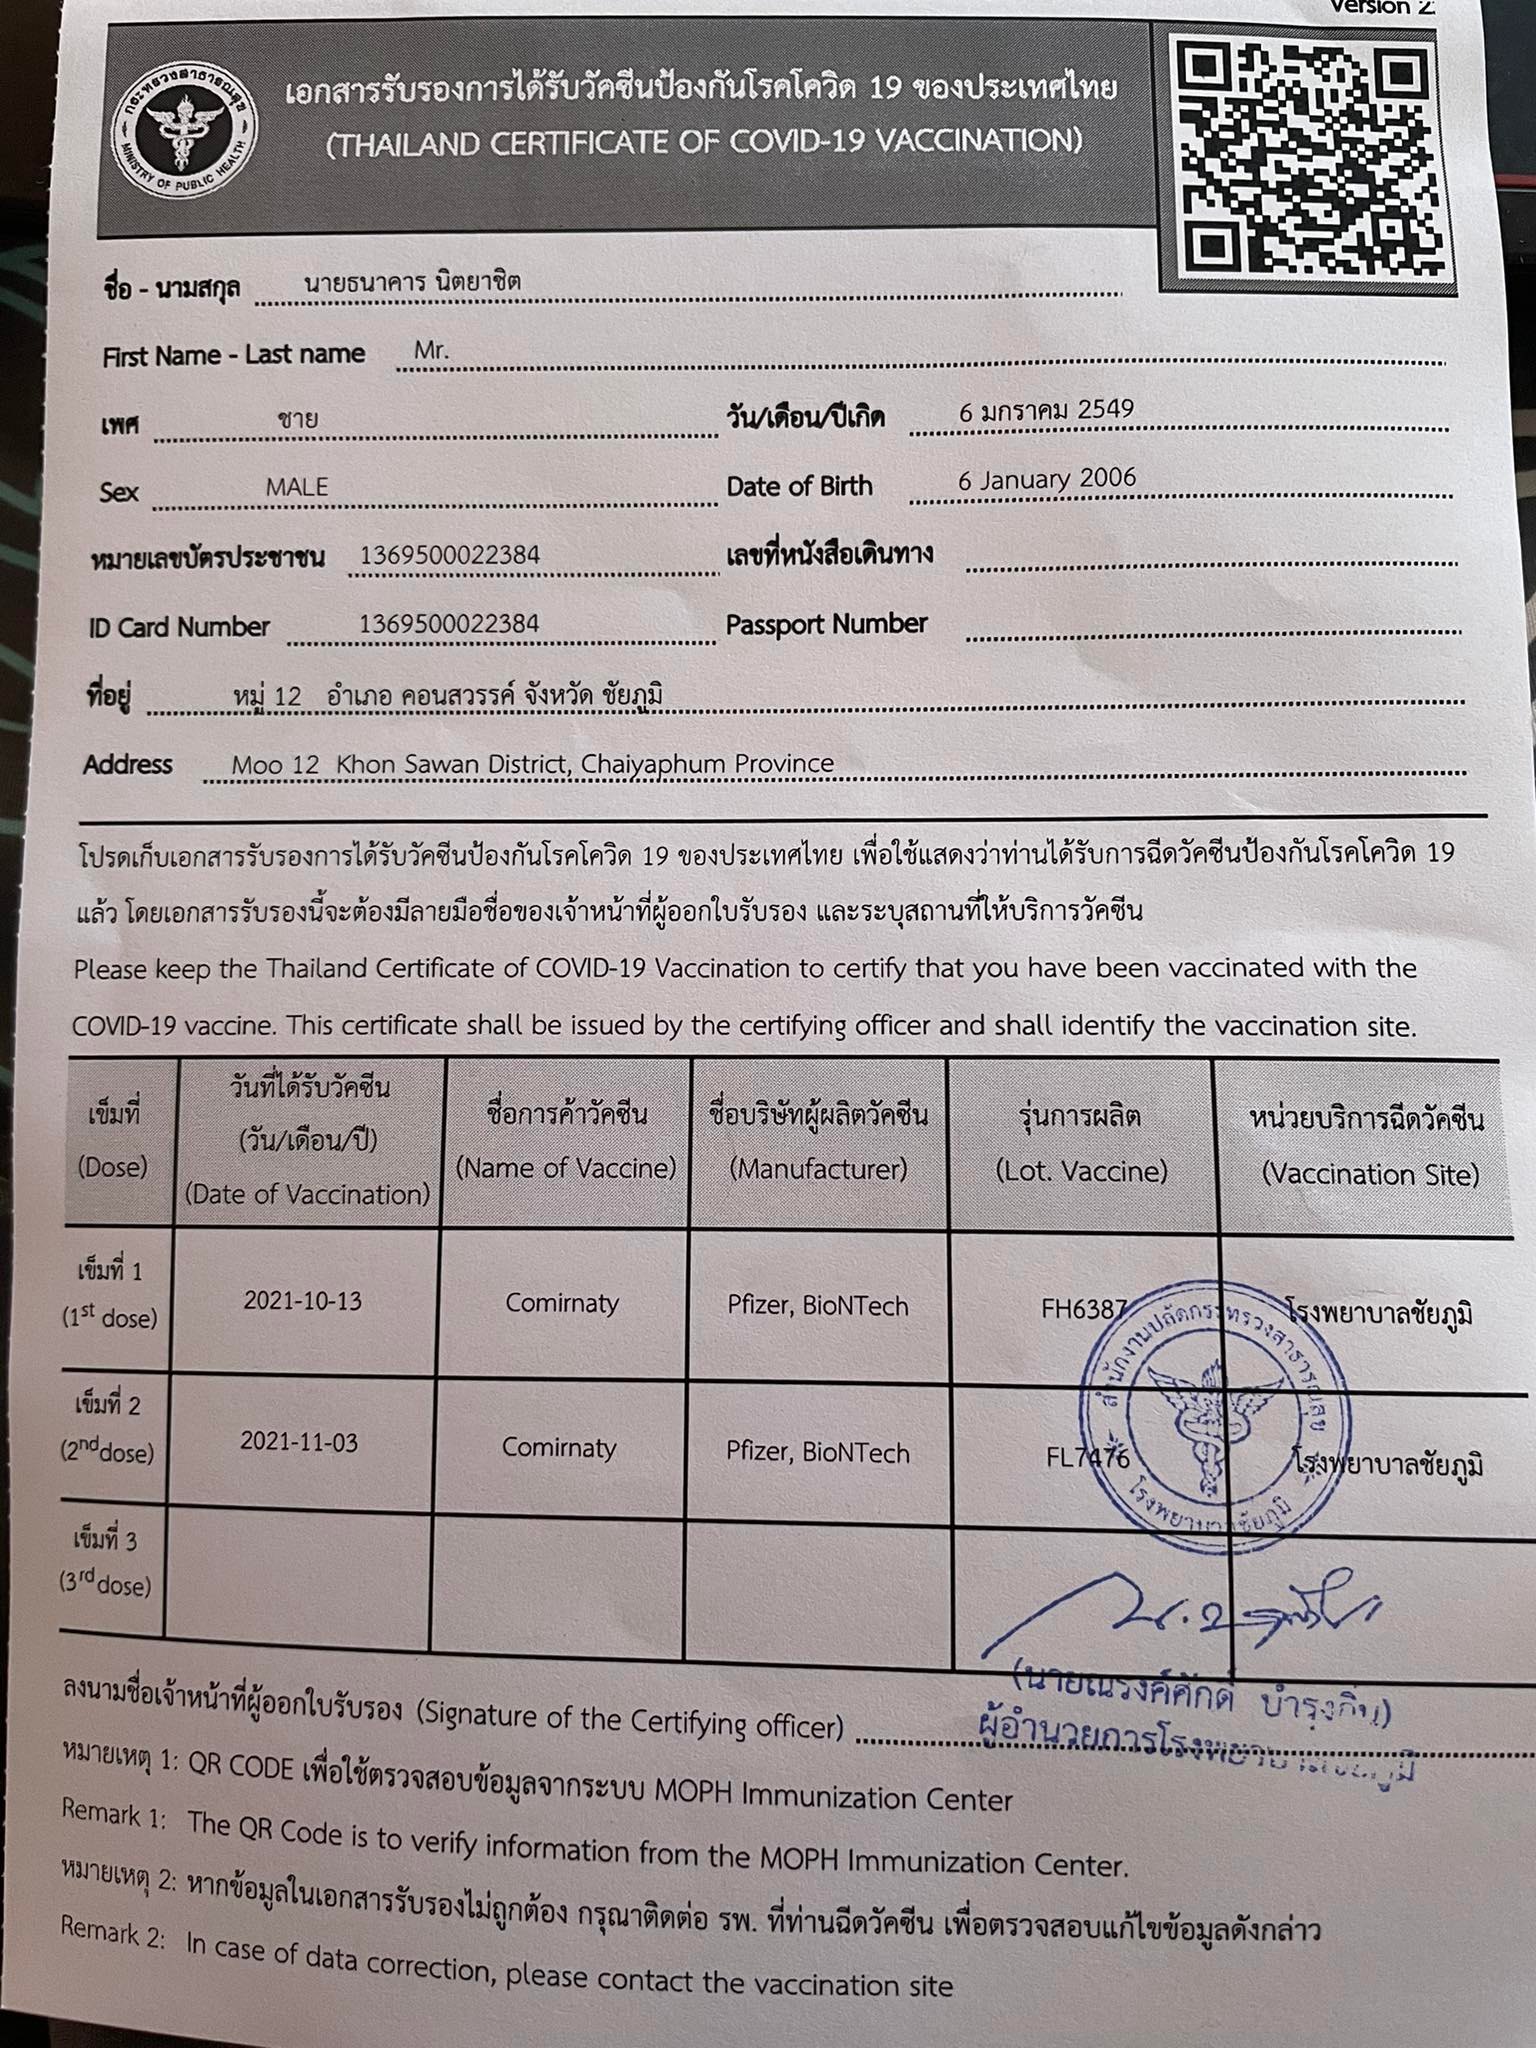 Version 2
กระทรวงสาธารณสุข
MINISTRY OF PUBLIC HEALTH
เอกสารรับรองการได้รับวัคซีนป้องกันโรคโควิด 19 ของประเทศไทย
(THAILAND CERTIFICATE OF COVID-19 VACCINATION)
ชื่อ - นามสกุล นายธนาคาร นิตยาชิต
First Name - Last name Mr.
เพศ ชาย วัน/เดือน/ปีเกิด 6 มกราคม 2549
Sex MALE Date of Birth 6 January 2006
หมายเลขบัตรประชาชน 1369500022384 เลขที่หนังสือเดินทาง
ID Card Number 1369500022384 Passport Number
ที่อยู่ หมู่ 12 อำเภอ คอนสวรรค์ จังหวัด ชัยภูมิ
Address Moo 12 Khon Sawan District, Chaiyaphum Province
โปรดเก็บเอกสารรับรองการได้รับวัคซีนป้องกันโรคโควิด 19 ของประเทศไทย เพื่อใช้แสดงว่าท่านได้รับการฉีดวัคซีนป้องกันโรคโควิด 19
แล้ว โดยเอกสารรับรองนี้จะต้องมีลายมือชื่อของเจ้าหน้าที่ผู้ออกใบรับรอง และระบุสถานที่ให้บริการวัคซีน
Please keep the Thailand Certificate of COVID-19 Vaccination to certify that you have been vaccinated with the
COVID-19 vaccine. This certificate shall be issued by the certifying officer and shall identify the vaccination site.
เข็มที่ (Dose) วันที่ได้รับวัคซีน (วัน/เดือน/ปี) (Date of Vaccination) ชื่อการค้าวัคซีน (Name of Vaccine) ชื่อบริษัทผู้ผลิตวัคซีน (Manufacturer) รุ่นการผลิต (Lot. Vaccine) หน่วยบริการฉีดวัคซีน (Vaccination Site)
เข็มที่ 1 (1st dose) 2021-10-13 Comirnaty Pfizer, BioNTech FH6387 โรงพยาบาลชัยภูมิ
เข็มที่ 2 (2nd dose) 2021-11-03 Comirnaty Pfizer, BioNTech FL7476 โรงพยาบาลชัยภูมิ
เข็มที่ 3 (3rd dose)
สำนักงานปลัดกระทรวงสาธารณสุข
โรงพยาบาลชัยภูมิ
(นายณรงค์ศักดิ์ บำรุงถิ่น)
ลงนามชื่อเจ้าหน้าที่ผู้ออกใบรับรอง (Signature of the Certifying officer) ผู้อำนวยการโรงพยาบาลชัยภูมิ
หมายเหตุ 1: QR CODE เพื่อใช้ตรวจสอบข้อมูลจากระบบ MOPH Immunization Center
Remark 1: The QR Code is to verify information from the MOPH Immunization Center.
หมายเหตุ 2: หากข้อมูลในเอกสารรับรองไม่ถูกต้อง กรุณาติดต่อ รพ. ที่ท่านฉีดวัคซีน เพื่อตรวจสอบแก้ไขข้อมูลดังกล่าว
Remark 2: In case of data correction, please contact the vaccination site